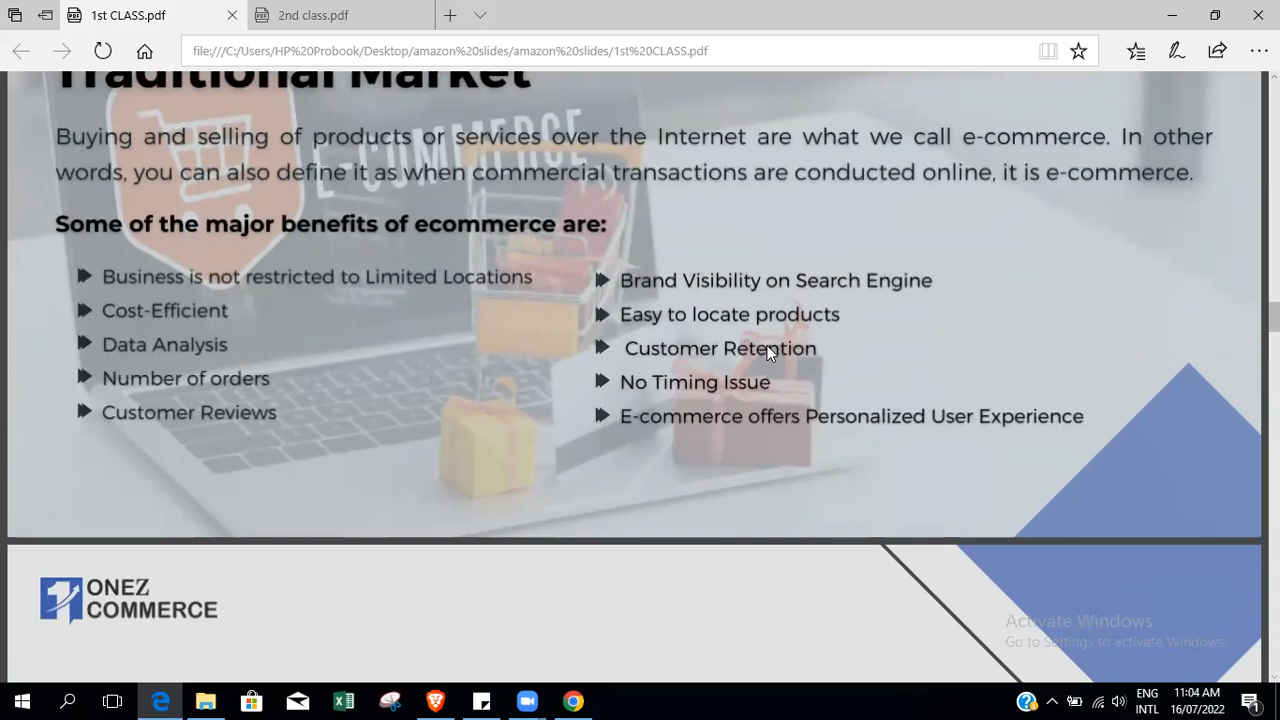 1st CLASS.pdf
2nd class.pdf
file:///C:/Users/HP%20Probook/Desktop/amazon%20slides/amazon%20slides/1st%20CLASS.pdf
Traditional Market
E-COMMERCE
Buying and selling of products or services over the Internet are what we call e-commerce. In other
words, you can also define it as when commercial transactions are conducted online, it is e-commerce.
Some of the major benefits of ecommerce are:
Business is not restricted to Limited Locations
Cost-Efficient
Data Analysis
Number of orders
Customer Reviews
Brand Visibility on Search Engine
Easy to locate products
Customer Retention
No Timing Issue
E-commerce offers Personalized User Experience
ONEZ
COMMERCE
Activate Windows
Go to Settings to activate Windows.
ENG
INTL
11:04 AM
16/07/2022
1